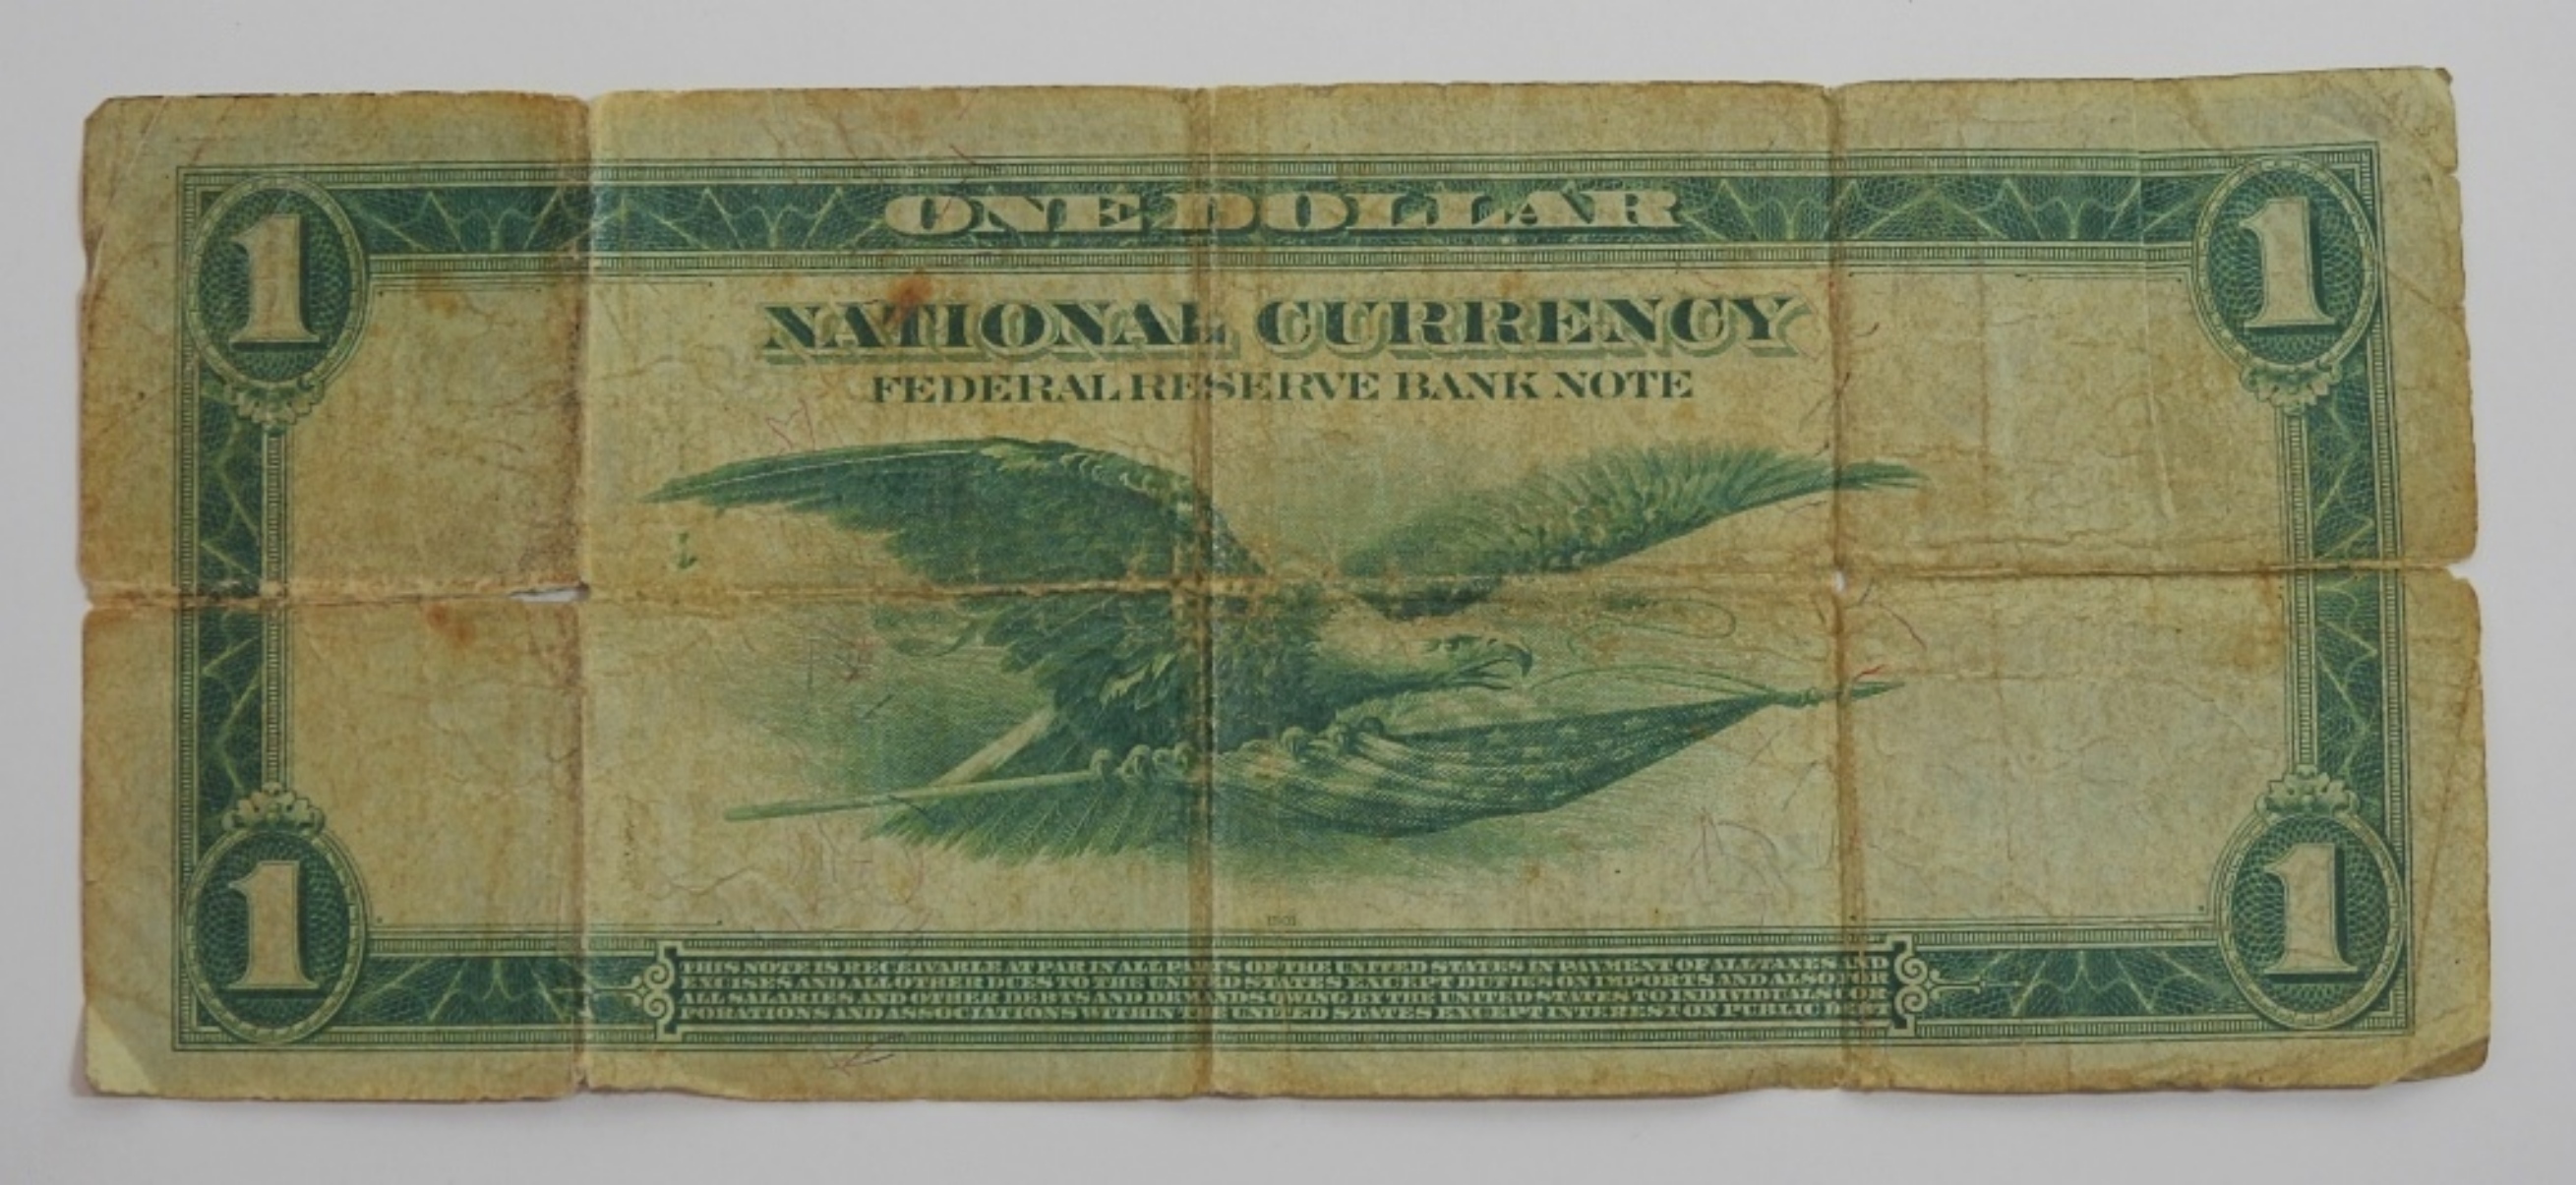 1 ONE DOLLAR 1
NATIONAL CURRENCY
FEDERAL RESERVE BANK NOTE
1 1
THIS NOTE IS RECEIVABLE AT PAR IN ALL PARTS OF THE UNITED STATES IN PAYMENT OF ALL TAXES AND
EXCISES AND ALL OTHER DUES TO THE UNITED STATES EXCEPT DUTIES ON IMPORTS AND ALSO FOR
ALL SALARIES AND OTHER DEBTS AND DEMANDS OWING BY THE UNITED STATES TO INDIVIDUALS COR
PORATIONS AND ASSOCIATIONS WITHIN THE UNITED STATES EXCEPT INTEREST ON PUBLIC DEBT